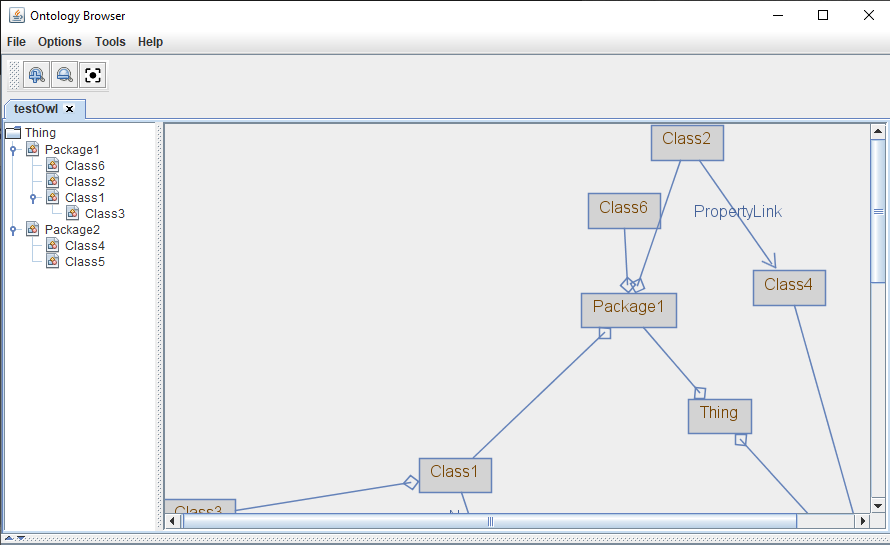 Ontology Browser
File Options Tools Help
testOwl
Thing
Package1
Class6
Class2
Class1
Class3
Package2
Class4
Class5
Class2
Class6
PropertyLink
Class4
Package1
Thing
Class1
Class3